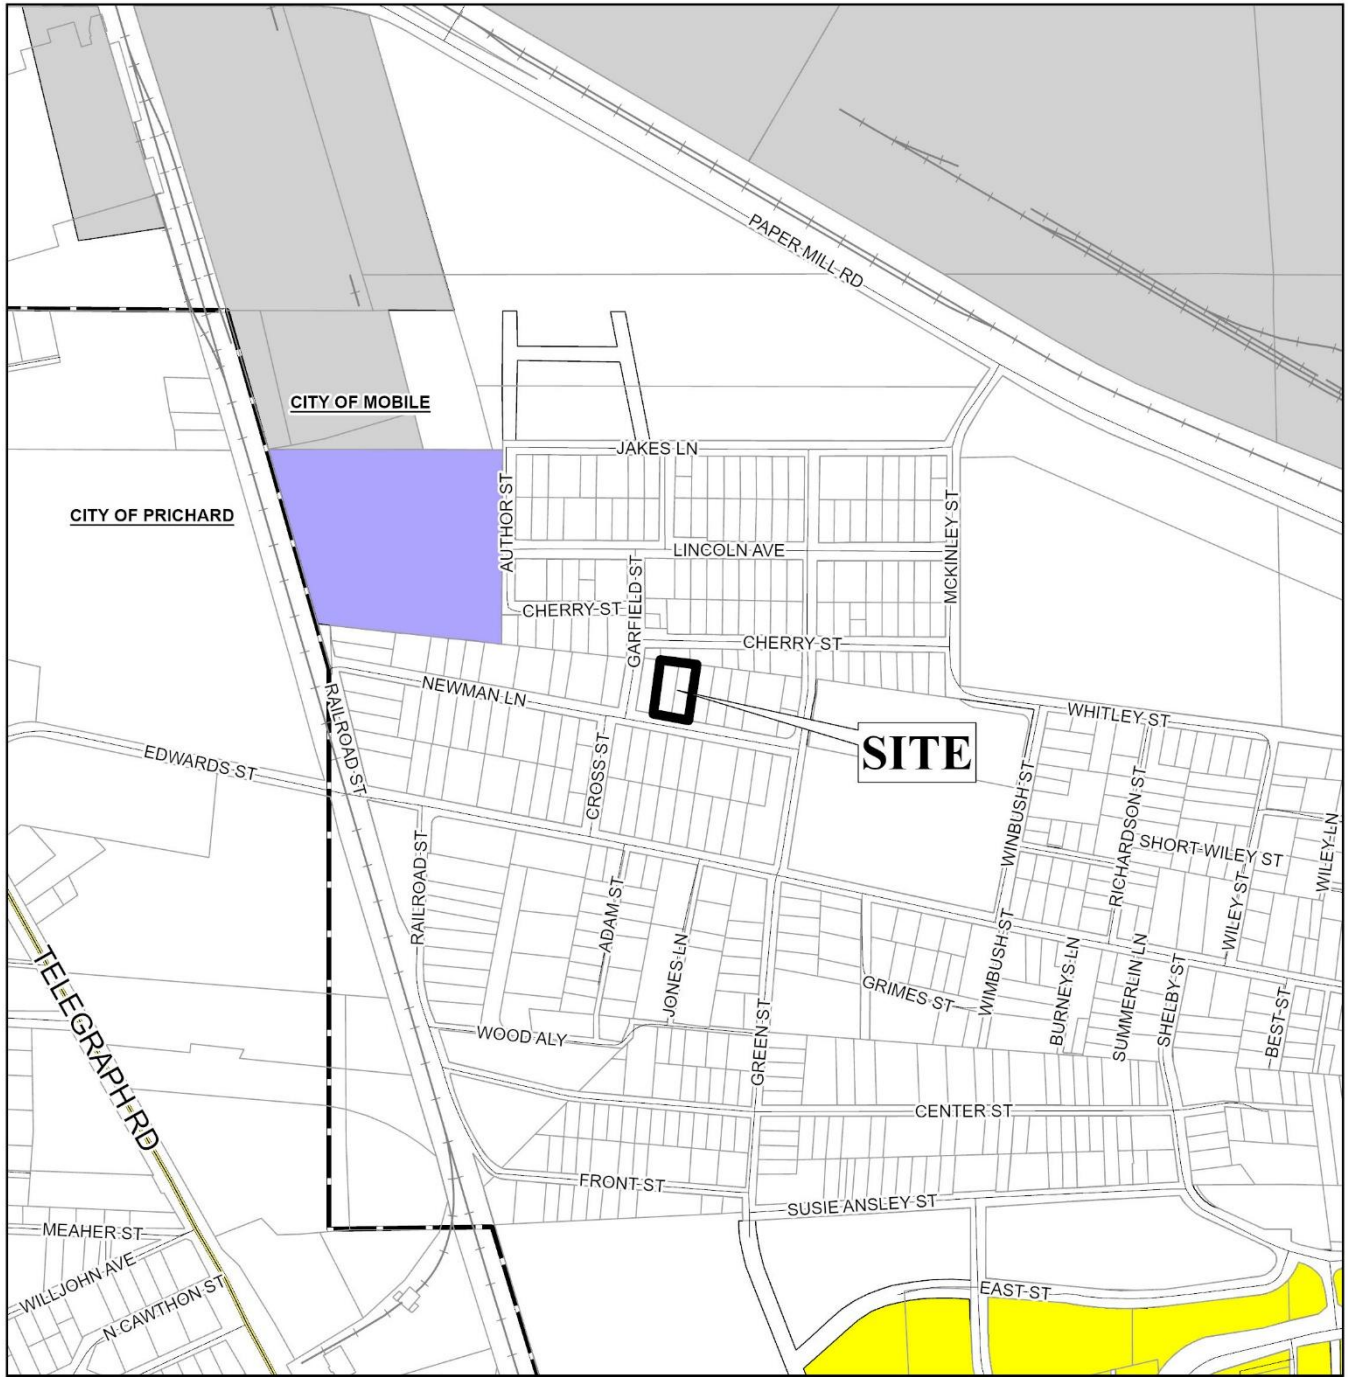 PAPER MILL RD
CITY OF MOBILE
JAKES LN
CITY OF PRICHARD
AUTHOR ST
MCKINLEY ST
LINCOLN AVE
GARFIELD ST
CHERRY ST
CHERRY ST
NEWMAN LN
RAILROAD ST
WHITLEY ST
SITE
EDWARDS ST
CROSS ST
WINBUSH ST
RICHARDSON ST
SHORT WILEY ST
WILEY LN
RAILROAD ST
ADAM ST
JONES LN
WILEY ST
TELEGRAPH RD
GRIMES ST
WIMBUSH ST
BURNEYS LN
SUMMERLIN LN
SHELBY ST
BEST ST
WOOD ALY
GREEN ST
CENTER ST
FRONT ST
SUSIE ANSLEY ST
MEAHER ST
WILLJOHN AVE
N CAWTHON ST
EAST ST